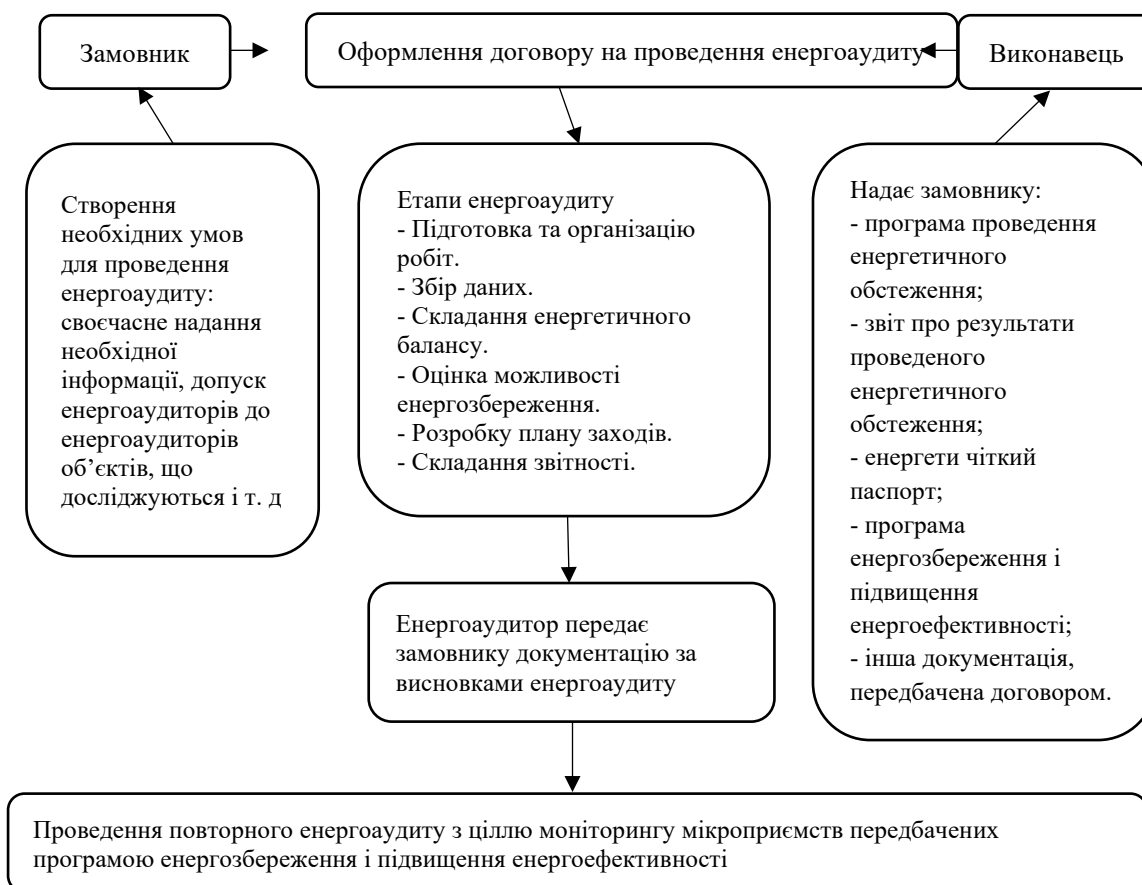 Замовник
Оформлення договору на проведення енергоаудиту
Виконавець
Створення
необхідних умов
для проведення
енергоаудиту:
своєчасне надання
необхідної
інформації, допуск
енергоаудиторів до
енергоаудиторів
об’єктів, що
досліджуються і т. д
Етапи енергоаудиту
- Підготовка та організацію
робіт.
- Збір даних.
- Складання енергетичного
балансу.
- Оцінка можливості
енергозбереження.
- Розробку плану заходів.
- Складання звітності.
Надає замовнику:
- програма проведення
енергетичного
обстеження;
- звіт про результати
проведеного
енергетичного
обстеження;
- енергети чіткий
паспорт;
- програма
енергозбереження і
підвищення
енергоефективності;
- інша документація,
передбачена договором.
Енергоаудитор передає
замовнику документацію за
висновками енергоаудиту
Проведення повторного енергоаудиту з ціллю моніторингу мікроприємств передбачених
програмою енергозбереження і підвищення енергоефективності